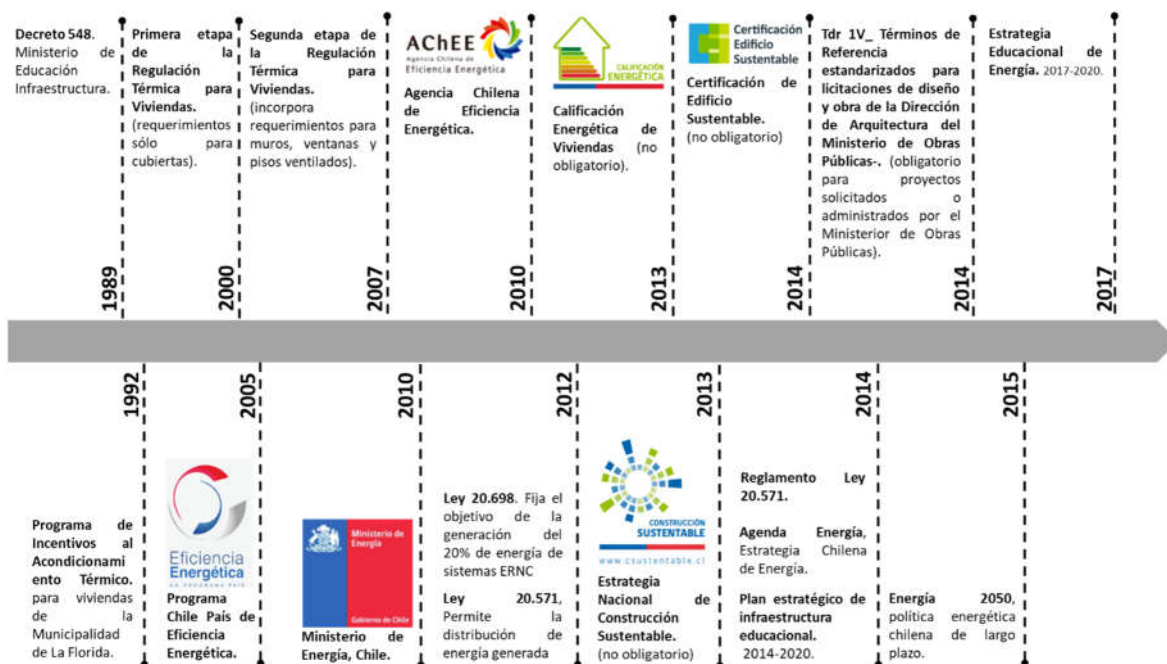 Decreto 548.
Ministerio de
Educación
Infraestructura.
1989
Primera etapa
de la
Regulación
Térmica para
Viviendas.
(requerimientos
sólo para
cubiertas).
2000
Segunda etapa de
la Regulación
Térmica para
Viviendas.
(incorpora
requerimientos para
muros, ventanas y
pisos ventilados).
2007
AChEE
Agencia Chilena de
Eficiencia Energética
Agencia Chilena
de Eficiencia
Energética.
2010
CALIFICACIÓN
ENERGÉTICA
Calificación
Energética de
Viviendas (no
obligatorio).
2013
Certificación
Edificio
Sustentable
Certificación de
Edificio
Sustentable.
(no obligatorio)
2014
Tdr 1V_ Términos de
Referencia
estandarizados para
licitaciones de diseño
y obra de la Dirección
de Arquitectura del
Ministerio de Obras
Públicas-. (obligatorio
para proyectos
solicitados o
administrados por el
Ministerior de Obras
Públicas).
2014
Estrategia
Educacional de
Energía. 2017-2020.
2017
1992
Programa de
Incentivos al
Acondicionami
ento Térmico.
para viviendas
de la
Municipalidad
de La Florida.
2005
Eficiencia
Energética
Programa
Chile País de
Eficiencia
Energética.
2010
Ministerio de
Energía
Gobierno de Chile
Ministerio de
Energía, Chile.
2012
Ley 20.698. Fija el
objetivo de la
generación del
20% de energía de
sistemas ERNC
Ley 20.571,
Permite la
distribución de
energía generada
2013
CONSTRUCCIÓN
SUSTENTABLE
www.csustentable.cl
Estrategia
Nacional de
Construcción
Sustentable.
(no obligatorio)
2014
Reglamento Ley
20.571.
Agenda Energía,
Estrategia Chilena
de Energía.
Plan estratégico de
infraestructura
educacional.
2014-2020.
2015
Energía 2050,
política energética
chilena de largo
plazo.